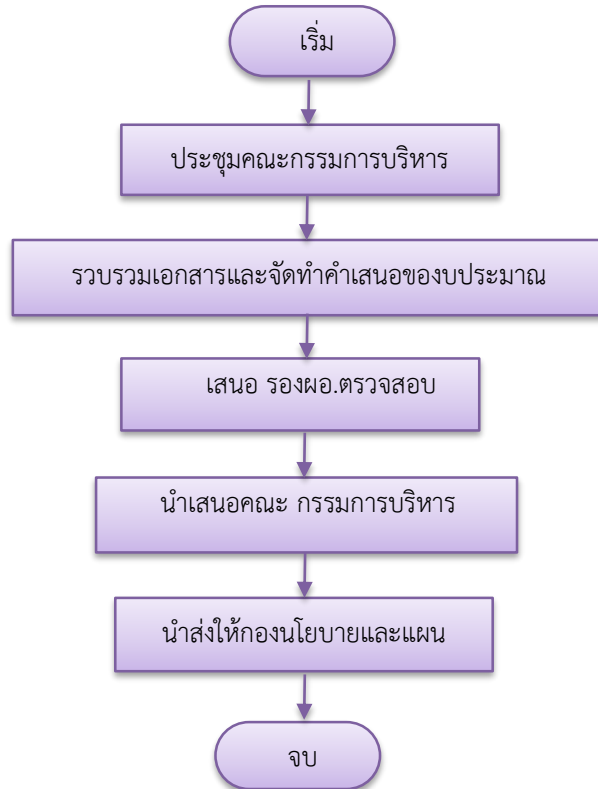 เริ่ม
ประชุมคณะกรรมการบริหาร
รวบรวมเอกสารและจัดทำคำเสนอของบประมาณ
เสนอ รองผอ.ตรวจสอบ
นำเสนอคณะ กรรมการบริหาร
นำส่งให้กองนโยบายและแผน
จบ